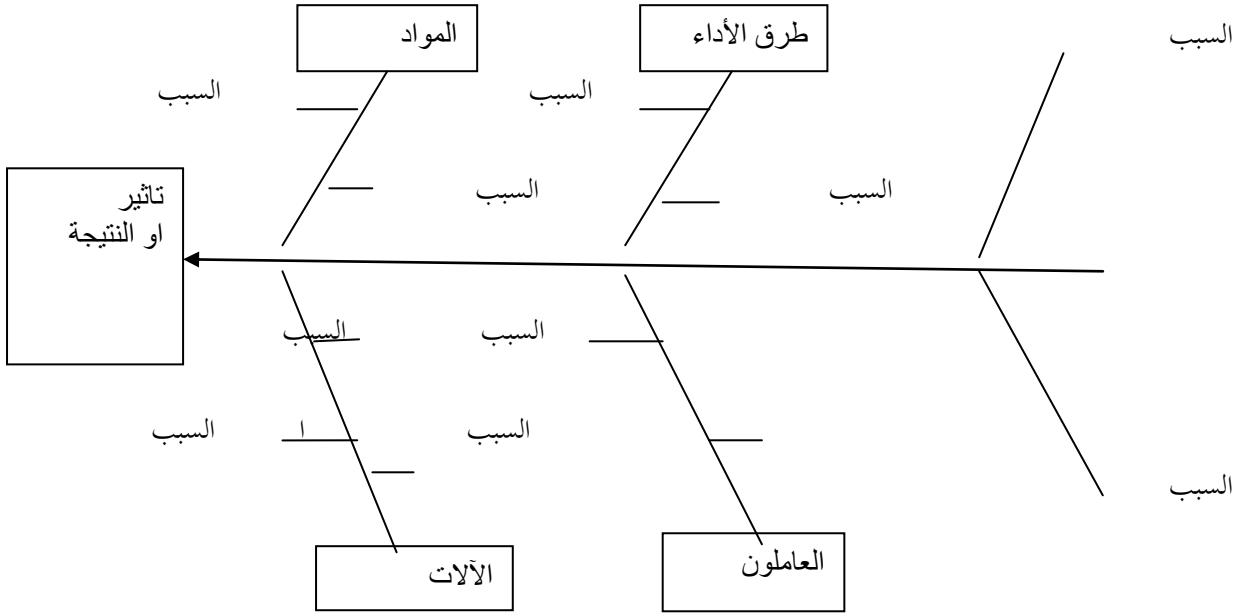 السبب
طرق الأداء
المواد
السبب
السبب
السبب
السبب
تاثير
او النتيجة
السبب
السبب
السبب
ا
السبب
السبب
العاملون
الآلات